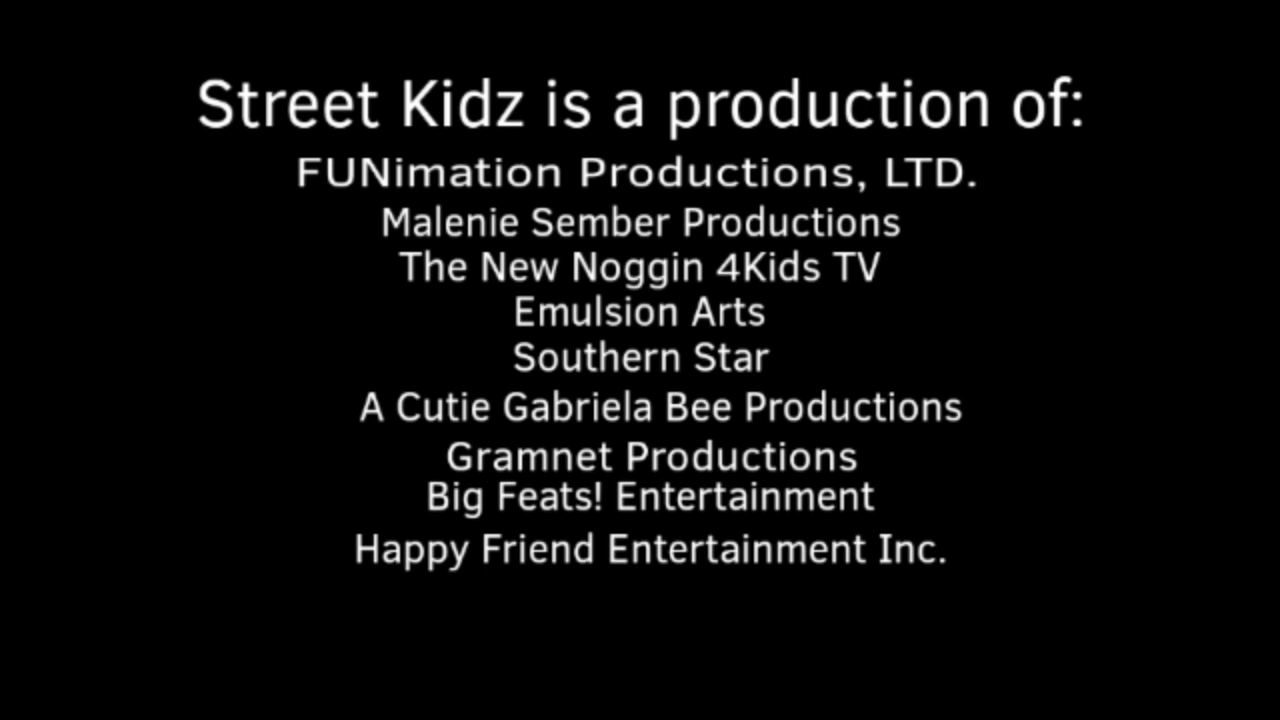 Street Kidz is a production of:
FUNimation Productions, LTD.
Malenie Sember Productions
The New Noggin 4Kids TV
Emulsion Arts
Southern Star
A Cutie Gabriela Bee Productions
Gramnet Productions
Big Feats! Entertainment
Happy Friend Entertainment Inc.